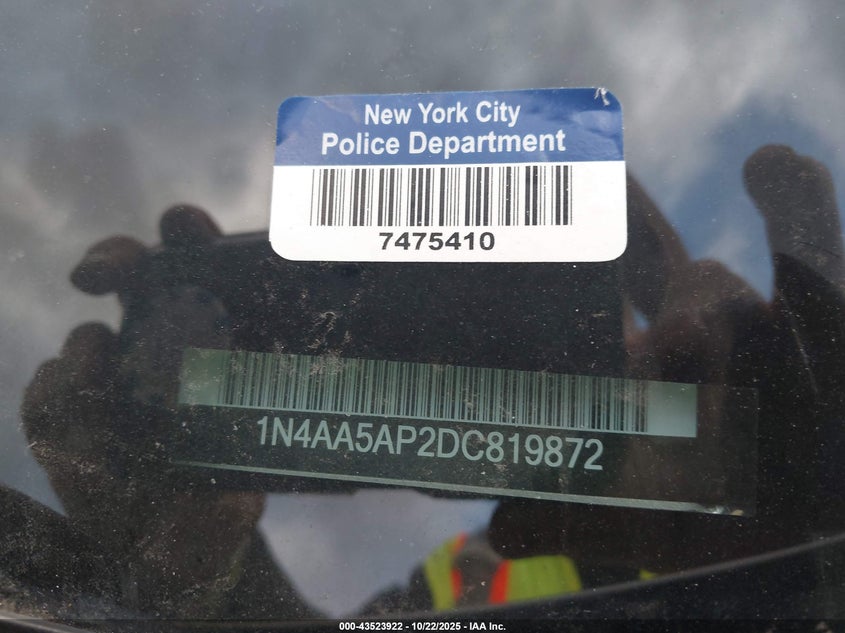 New York City
Police Department
7475410
1N4AA5AP2DC819872
000-43523922 - 10/22/2025 - IAA Inc.